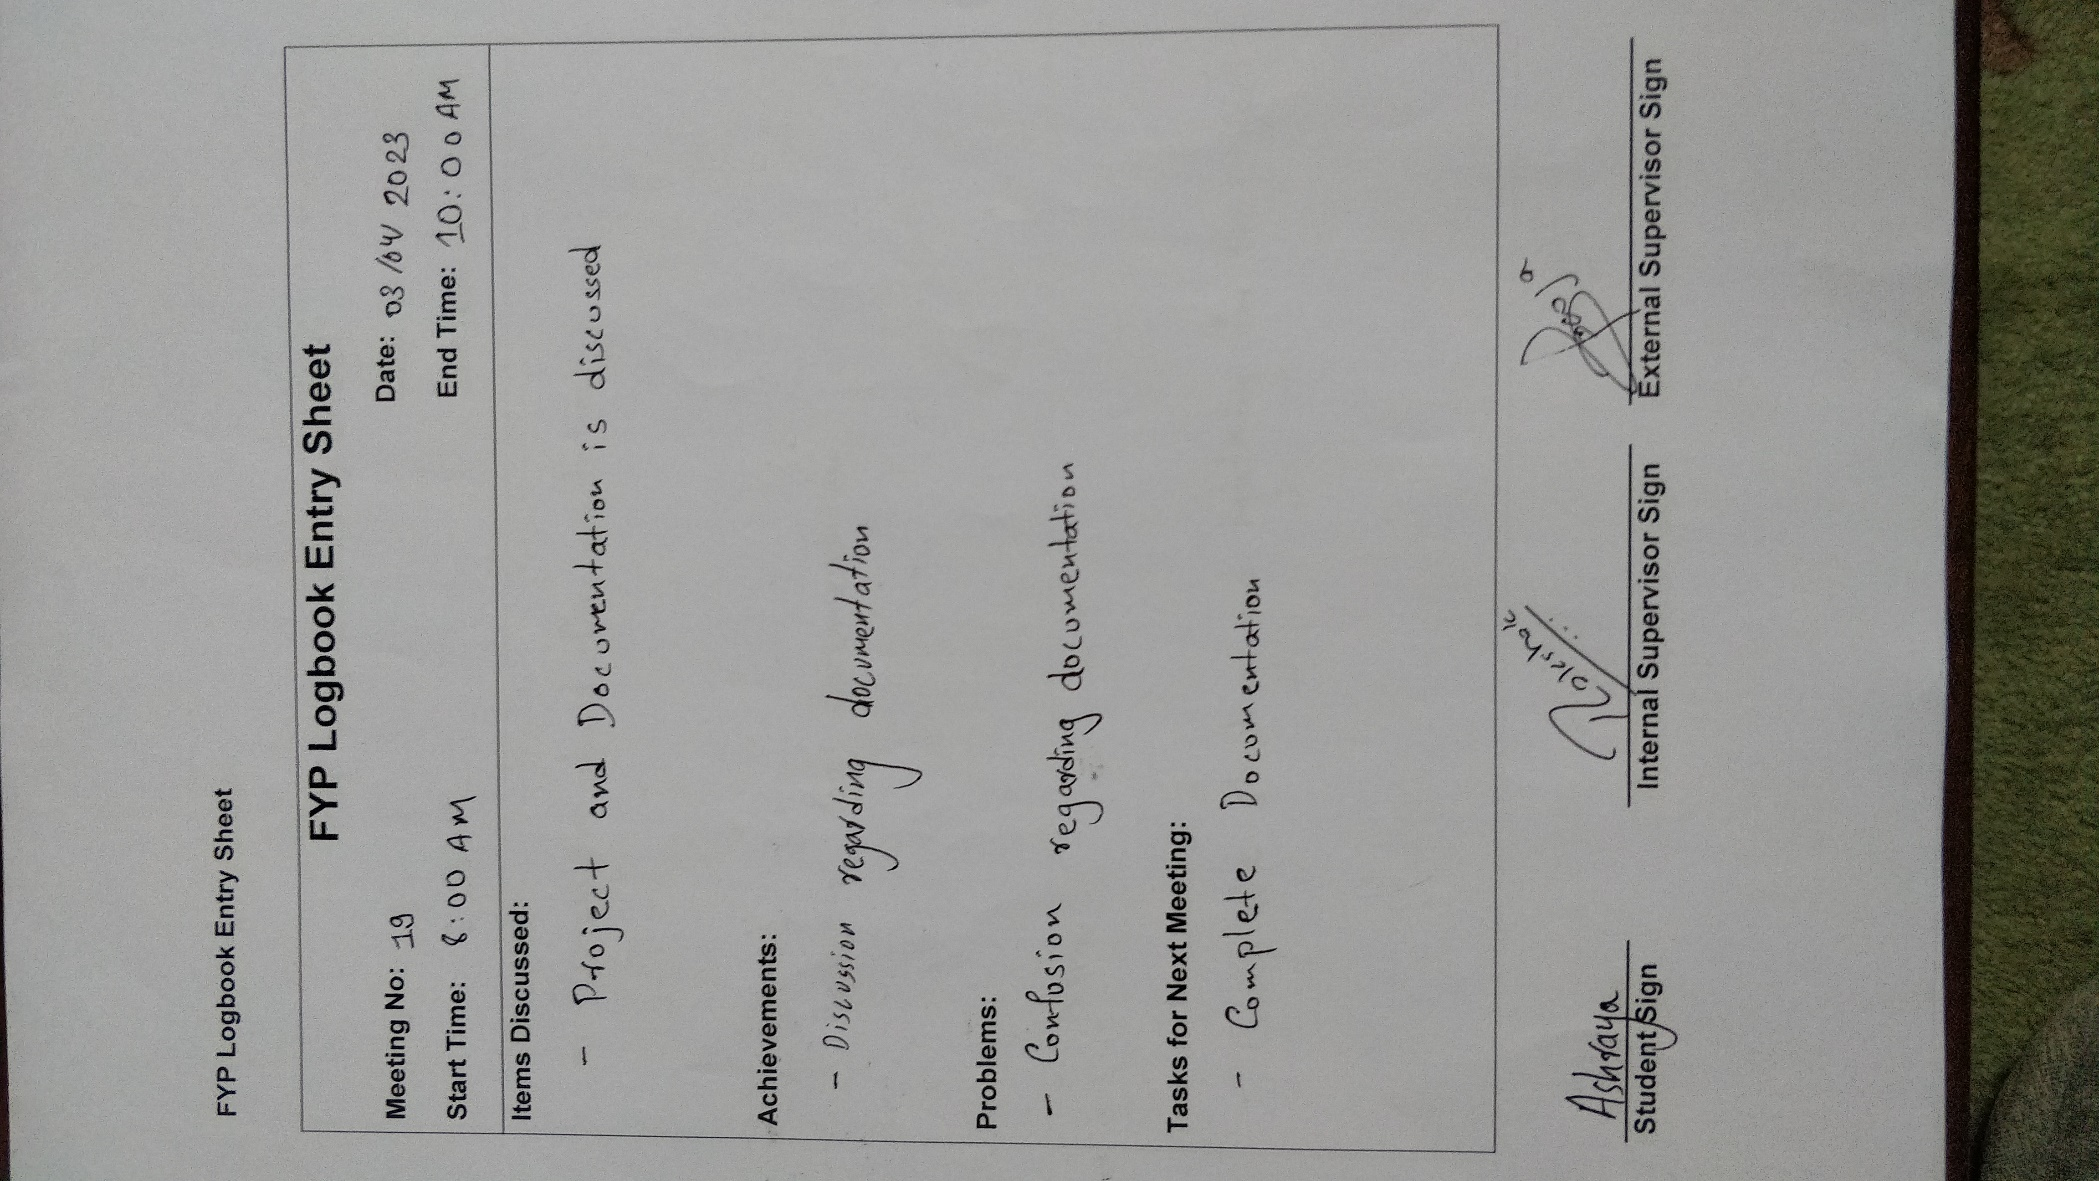 FYP Logbook Entry Sheet
FYP Logbook Entry Sheet
Meeting No: 19 Date: 03/04/2023
Start Time: 8:00 AM End Time: 10:00 AM
Items Discussed:
- Project and Documentation is discussed
Achievements:
- Discussion regarding documentation
Problems:
- Confusion regarding documentation
Tasks for Next Meeting:
- Complete Documentation
Ashraya
Student Sign Internal Supervisor Sign External Supervisor Sign